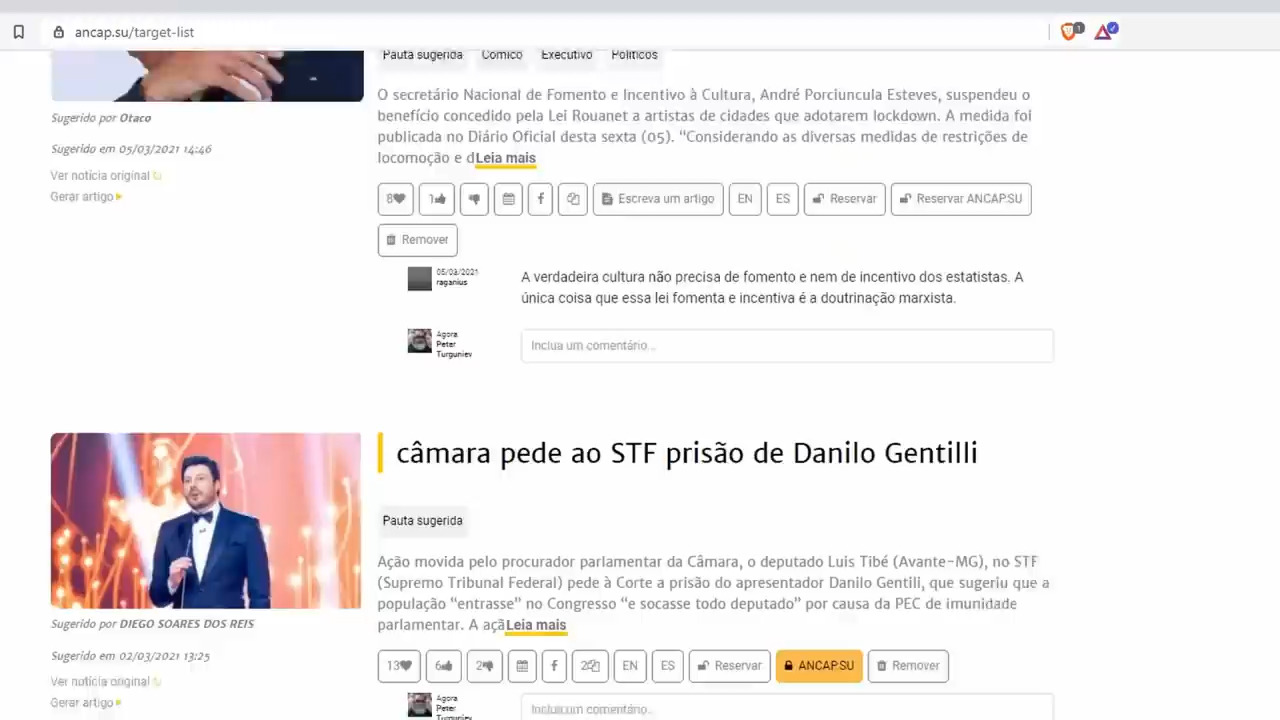 ancap.su/target-list
1
Pauta sugerida Cômico Executivo Políticos
O secretário Nacional de Fomento e Incentivo à Cultura, André Porciuncula Esteves, suspendeu o
benefício concedido pela Lei Rouanet a artistas de cidades que adotarem lockdown. A medida foi
publicada no Diário Oficial desta sexta (05). "Considerando as diversas medidas de restrições de
locomoção e dLeia mais
Sugerido por Otaco
Sugerido em 05/03/2021 14:46
Ver notícia original
Gerar artigo
8 1 Escreva um artigo EN ES Reservar Reservar ANCAP.SU
Remover
05/03/2021
raganius
A verdadeira cultura não precisa de fomento e nem de incentivo dos estatistas. A
única coisa que essa lei fomenta e incentiva é a doutrinação marxista.
Agora
Peter
Turguniev
Inclua um comentário...
câmara pede ao STF prisão de Danilo Gentilli
Pauta sugerida
Ação movida pelo procurador parlamentar da Câmara, o deputado Luis Tibé (Avante-MG), no STF
(Supremo Tribunal Federal) pede à Corte a prisão do apresentador Danilo Gentili, que sugeriu que a
população "entrasse" no Congresso "e socasse todo deputado" por causa da PEC de imunidade
parlamentar. A açãLeia mais
Sugerido por DIEGO SOARES DOS REIS
Sugerido em 02/03/2021 13:25
Ver notícia original
Gerar artigo
13 6 2 2 EN ES Reservar ANCAP.SU Remover
Agora
Peter
Turguniev
Inclua um comentário...